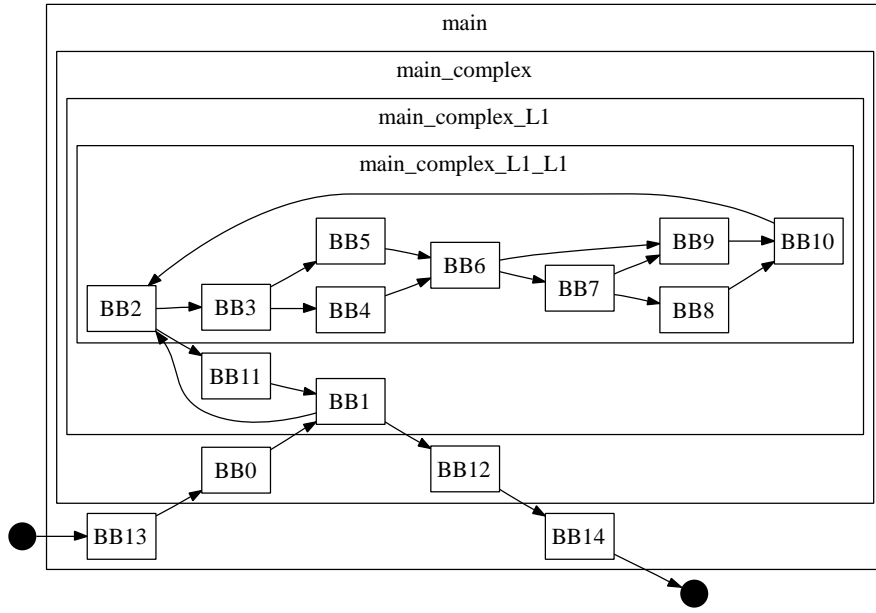 main
main_complex
main_complex_L1
main_complex_L1_L1
BB5
BB9
BB10
BB6
BB7
BB2
BB3
BB4
BB8
BB11
BB1
BB0
BB12
BB13
BB14